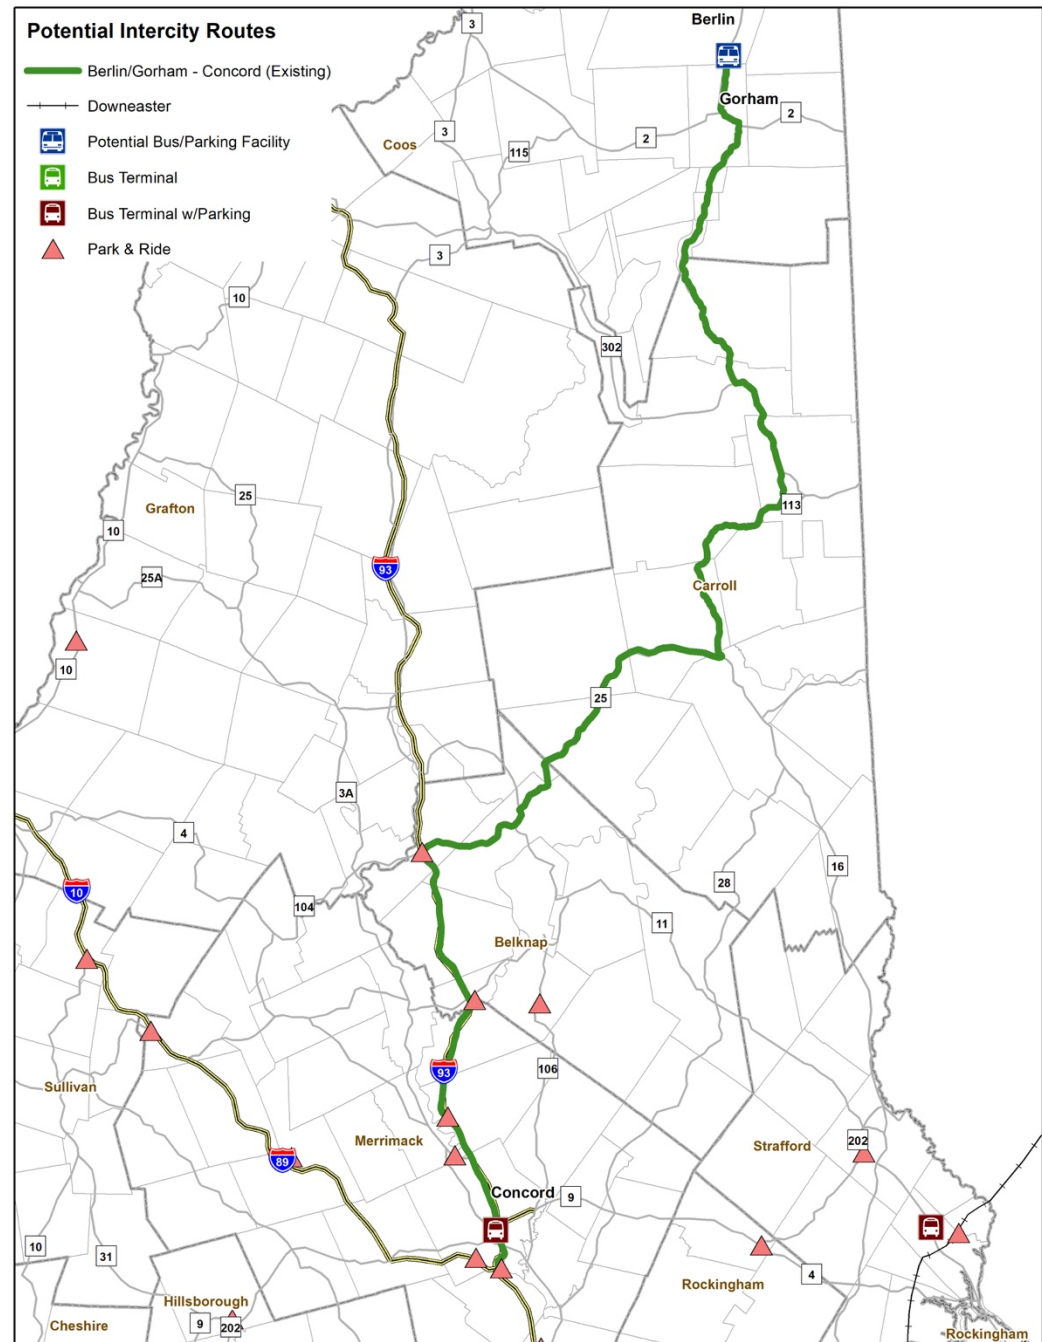 Berlin
Potential Intercity Routes
Berlin/Gorham - Concord (Existing)
Downeaster
Potential Bus/Parking Facility
Bus Terminal
Bus Terminal w/Parking
Park & Ride
3
Gorham
2
3
2
Coos
115
3
10
302
25
Grafton
113
10
93
25A
Carroll
10
25
3A
4
16
10
28
104
11
Belknap
106
93
Sullivan
Merrimack
202
Strafford
89
Concord
9
10
31
4
Rockingham
Hillsborough
9
202
Cheshire
Rockingham